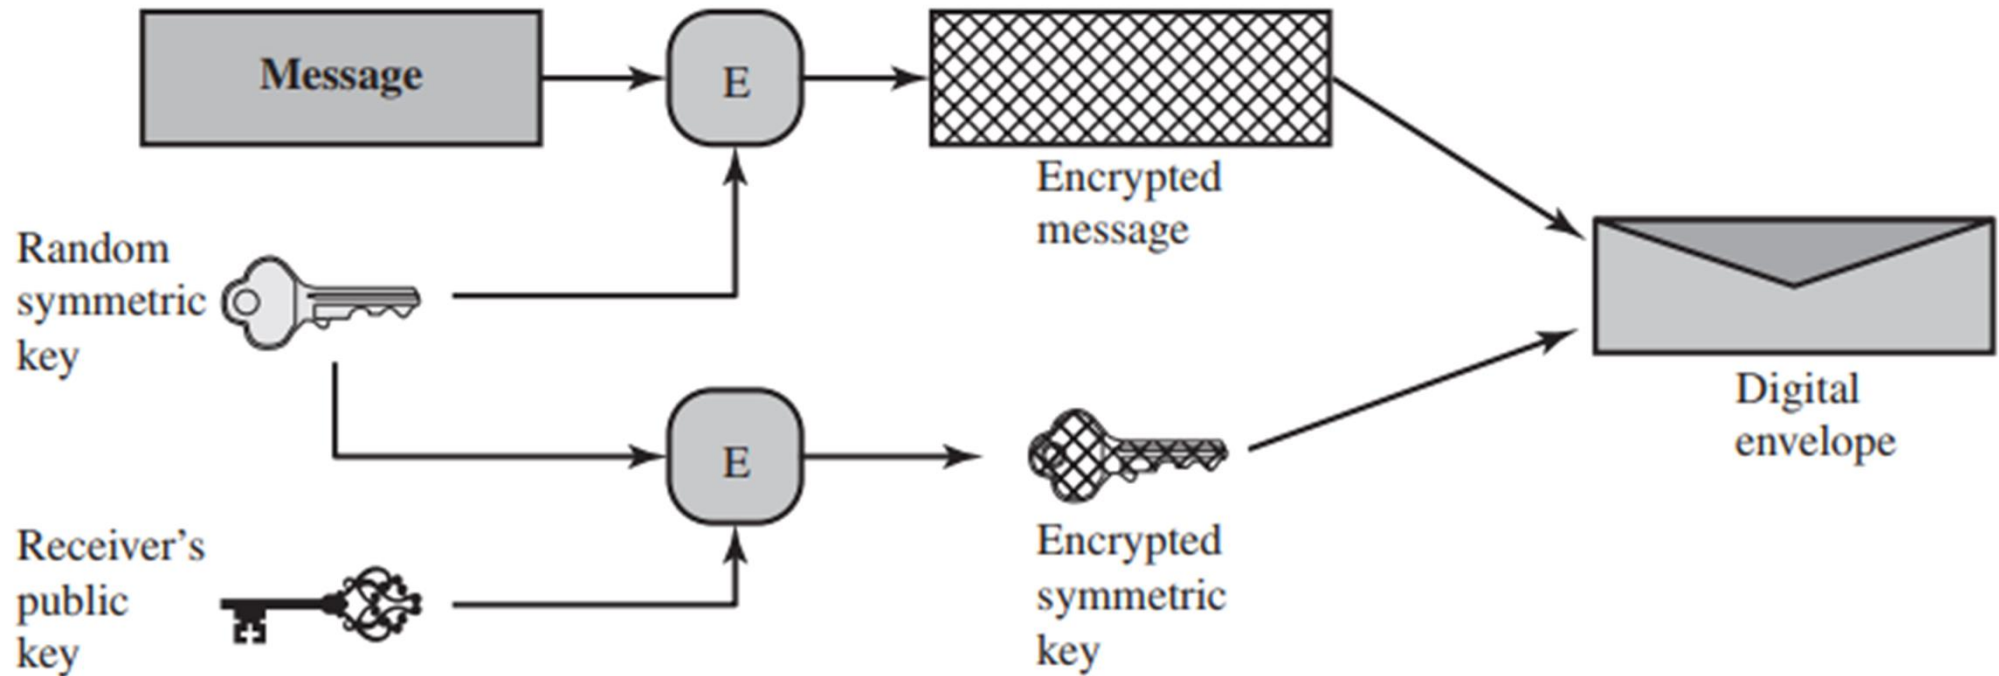 Message
E
Encrypted
message
Random
symmetric
key
Digital
envelope
E
Receiver's
public
key
Encrypted
symmetric
key